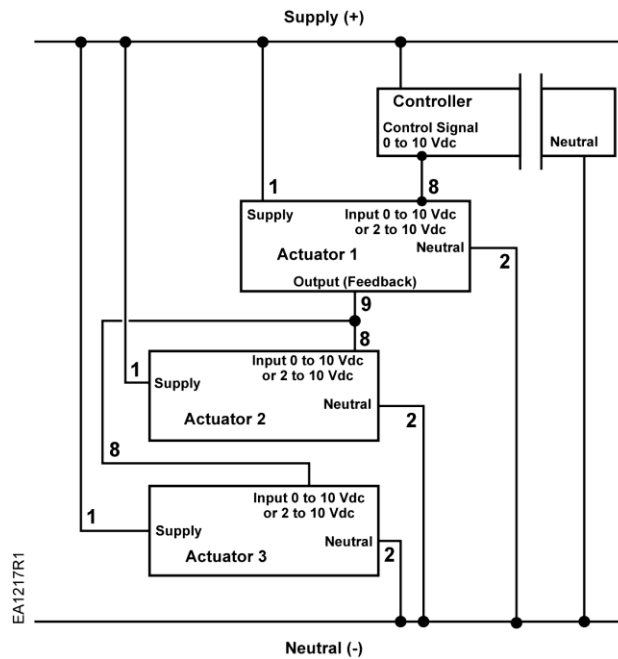 Supply (+)
Controller
Control Signal
0 to 10 Vdc
Neutral
1
8
Supply
Input 0 to 10 Vdc
or 2 to 10 Vdc
Neutral
Actuator 1
2
Output (Feedback)
9
8
Input 0 to 10 Vdc
or 2 to 10 Vdc
1
Supply
Neutral
Actuator 2
2
8
Input 0 to 10 Vdc
or 2 to 10 Vdc
1
Supply
Neutral
2
Actuator 3
EA1217R1
Neutral (-)